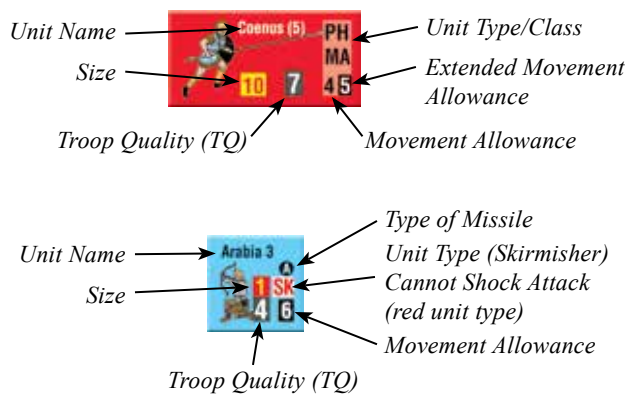 Unit Name
Coenus (5)
PH
MA
Unit Type/Class
Size
10
7
4 5
Extended Movement
Allowance
Troop Quality (TQ)
Movement Allowance
Type of Missile
Unit Name
Arabia 3
A
Unit Type (Skirmisher)
Cannot Shock Attack
(red unit type)
Size
1 SK
4 6
Movement Allowance
Troop Quality (TQ)